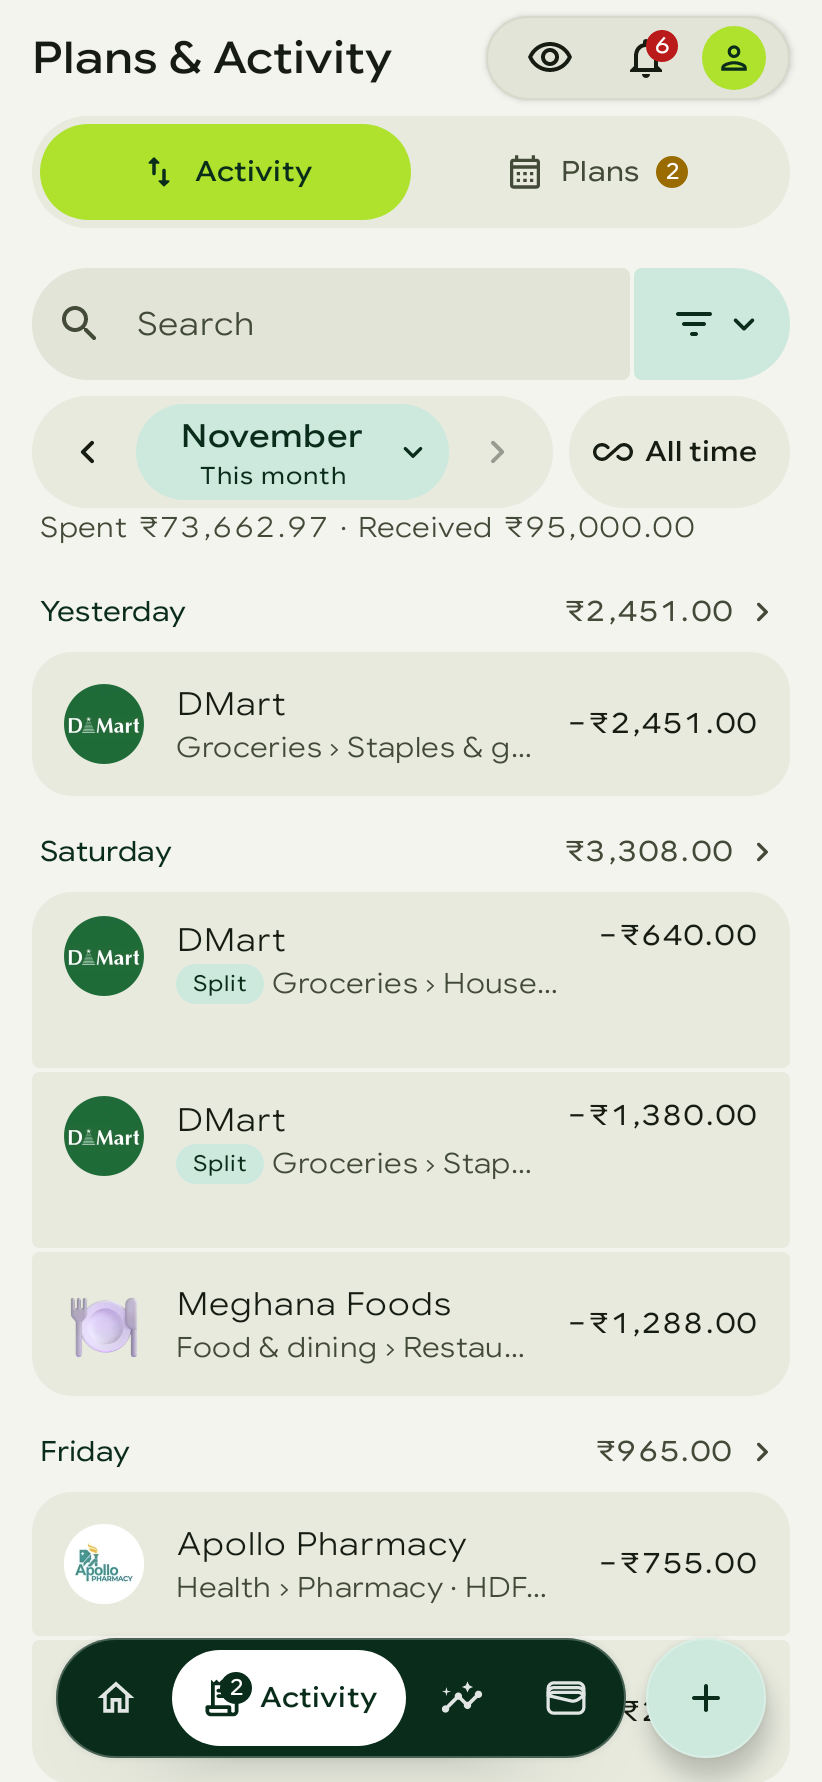 Plans & Activity
6
Activity
Plans 2
Search
November
This month
All time
Spent ₹73,662.97 · Received ₹95,000.00
Yesterday ₹2,451.00
DMart
DMart
Groceries › Staples & g...
−₹2,451.00
Saturday ₹3,308.00
DMart
DMart
−₹640.00
Split Groceries › House...
DMart
DMart
−₹1,380.00
Split Groceries › Stap...
Meghana Foods
Food & dining › Restau...
−₹1,288.00
Friday ₹965.00
Apollo
PHARMACY
Apollo Pharmacy
Health › Pharmacy · HDF...
−₹755.00
2
Activity